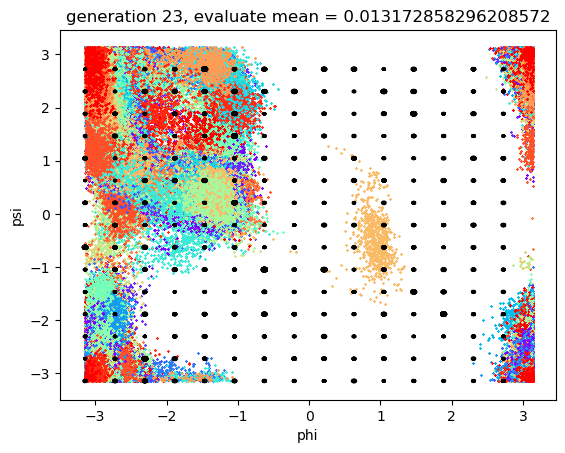 generation 23, evaluate mean = 0.013172858296208572
3
2
1
0
−1
−2
−3
psi
−3 −2 −1 0 1 2 3
phi